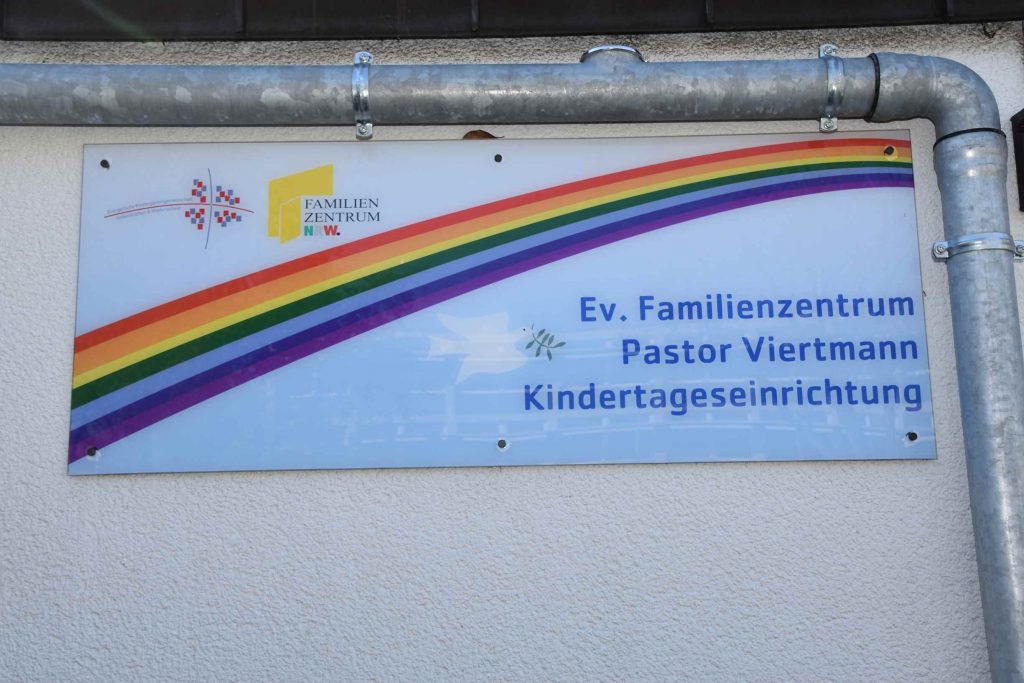 FAMILIEN
ZENTRUM
NRW.
Ev. Familienzentrum
Pastor Viertmann
Kindertageseinrichtung